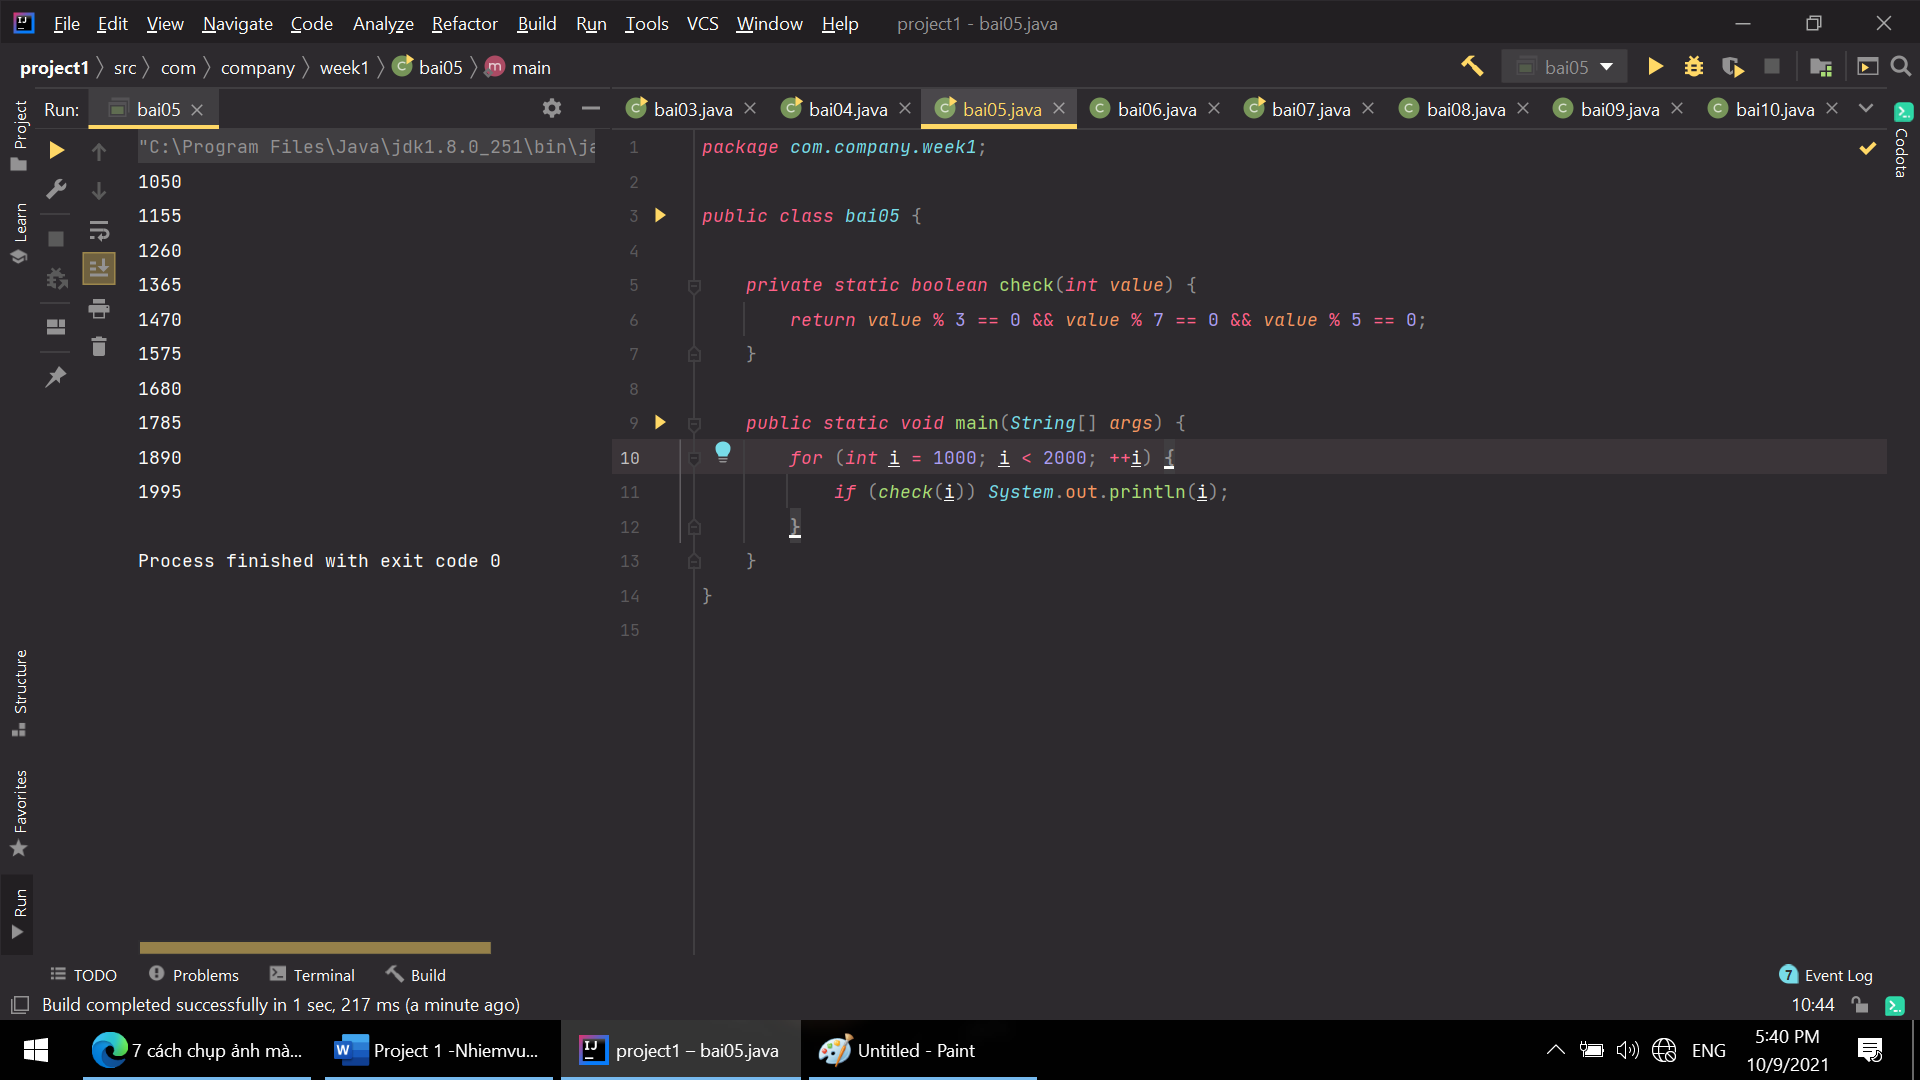 File Edit View Navigate Code Analyze Refactor Build Run Tools VCS Window Help project1 - bai05.java
project1 src com company week1 bai05 main bai05
Run: bai05 bai03.java bai04.java bai05.java bai06.java bai07.java bai08.java bai09.java bai10.java
Project
Learn
Structure
Favorites
Run
Codota
"C:\Program Files\Java\jdk1.8.0_251\bin\ja
1050
1155
1260
1365
1470
1575
1680
1785
1890
1995
Process finished with exit code 0
1 package com.company.week1;
2
3 public class bai05 {
4
5 private static boolean check(int value) {
6 return value % 3 == 0 && value % 7 == 0 && value % 5 == 0;
7 }
8
9 public static void main(String[] args) {
10 for (int i = 1000; i < 2000; ++i) {
11 if (check(i)) System.out.println(i);
12 }
13 }
14 }
15
TODO Problems Terminal Build 7 Event Log
Build completed successfully in 1 sec, 217 ms (a minute ago) 10:44
7 cách chụp ảnh mà... Project 1 -Nhiemvu... project1 – bai05.java Untitled - Paint ENG 5:40 PM
10/9/2021